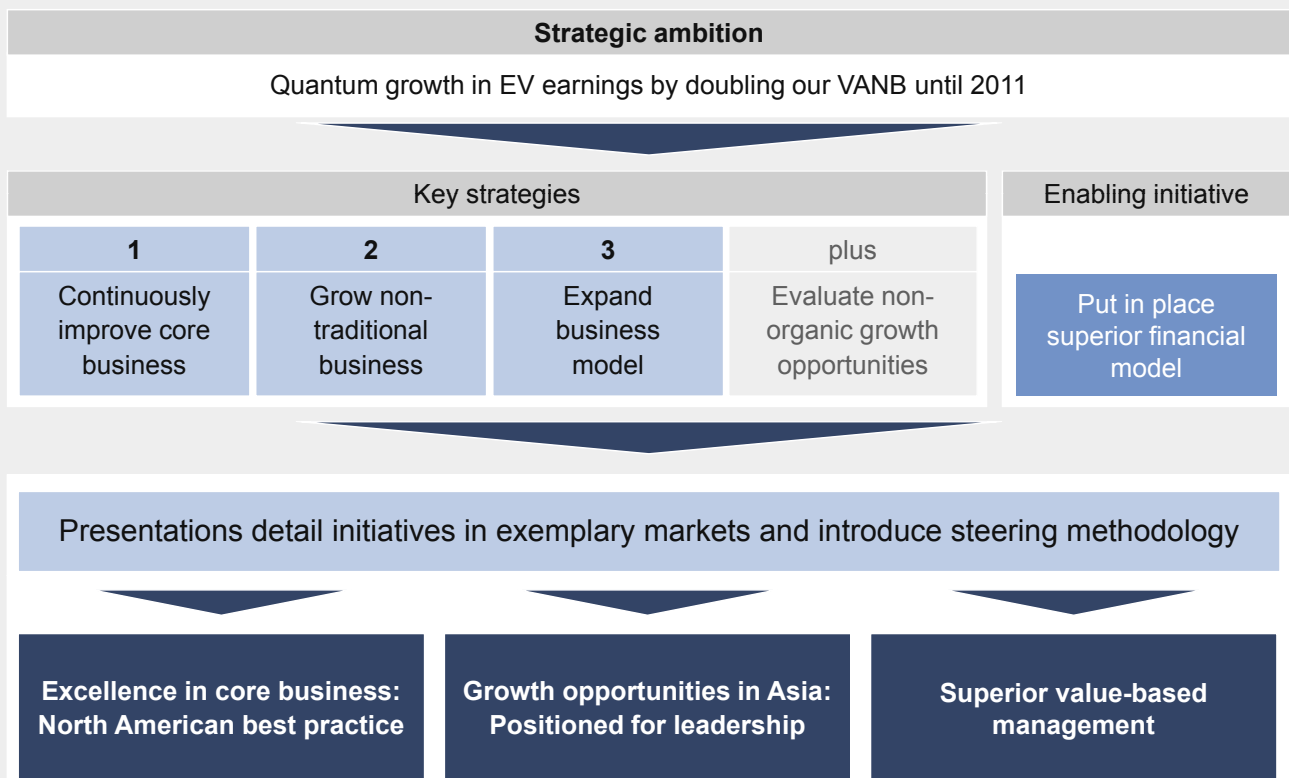 Strategic ambition
Quantum growth in EV earnings by doubling our VANB until 2011
Key strategies
1
Continuously
improve core
business
2
Grow non-
traditional
business
3
Expand
business
model
plus
Evaluate non-
organic growth
opportunities
Enabling initiative
Put in place
superior financial
model
Presentations detail initiatives in exemplary markets and introduce steering methodology
Excellence in core business:
North American best practice
Growth opportunities in Asia:
Positioned for leadership
Superior value-based
management